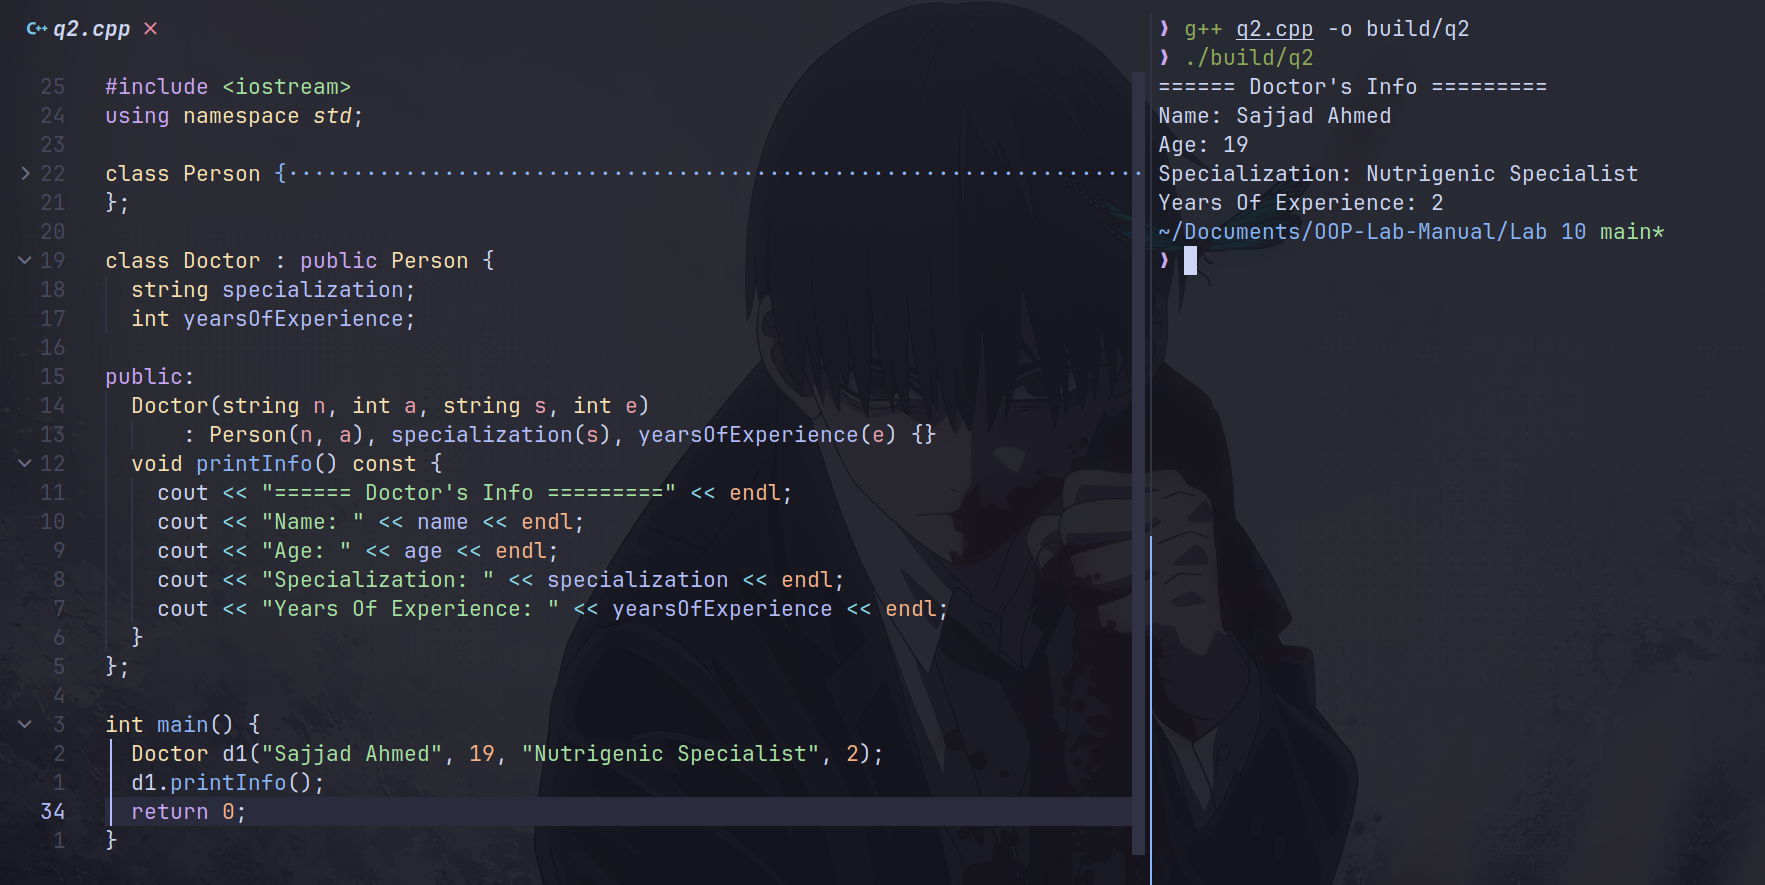 C++ q2.cpp ×
25 #include <iostream>
24 using namespace std;
23
22 class Person {
21 };
20
19 class Doctor : public Person {
18 string specialization;
17 int yearsOfExperience;
16
15 public:
14 Doctor(string n, int a, string s, int e)
13 : Person(n, a), specialization(s), yearsOfExperience(e) {}
12 void printInfo() const {
11 cout << "====== Doctor's Info =========" << endl;
10 cout << "Name: " << name << endl;
9 cout << "Age: " << age << endl;
8 cout << "Specialization: " << specialization << endl;
7 cout << "Years Of Experience: " << yearsOfExperience << endl;
6 }
5 };
4
3 int main() {
2 Doctor d1("Sajjad Ahmed", 19, "Nutrigenic Specialist", 2);
1 d1.printInfo();
34 return 0;
1 }
❯ g++ q2.cpp -o build/q2
❯ ./build/q2
====== Doctor's Info =========
Name: Sajjad Ahmed
Age: 19
Specialization: Nutrigenic Specialist
Years Of Experience: 2
~/Documents/OOP-Lab-Manual/Lab 10 main*
❯